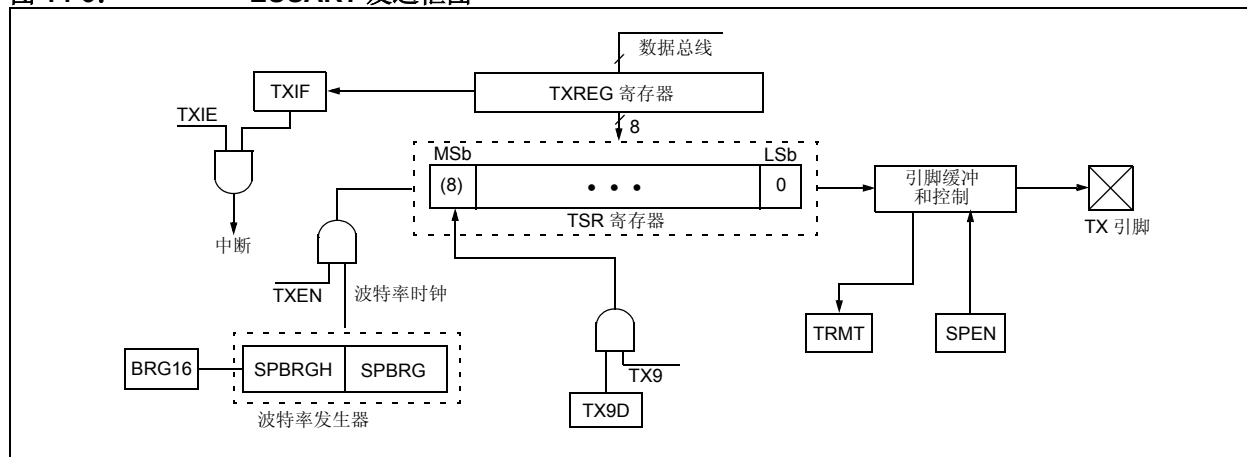 数据总线
TXIF
TXREG 寄存器
TXIE
8
MSb
LSb
(8)
• • •
0
引脚缓冲
和控制
TSR 寄存器
TX 引脚
中断
TXEN
波特率时钟
TRMT
SPEN
BRG16
SPBRGH
SPBRG
TX9
TX9D
波特率发生器